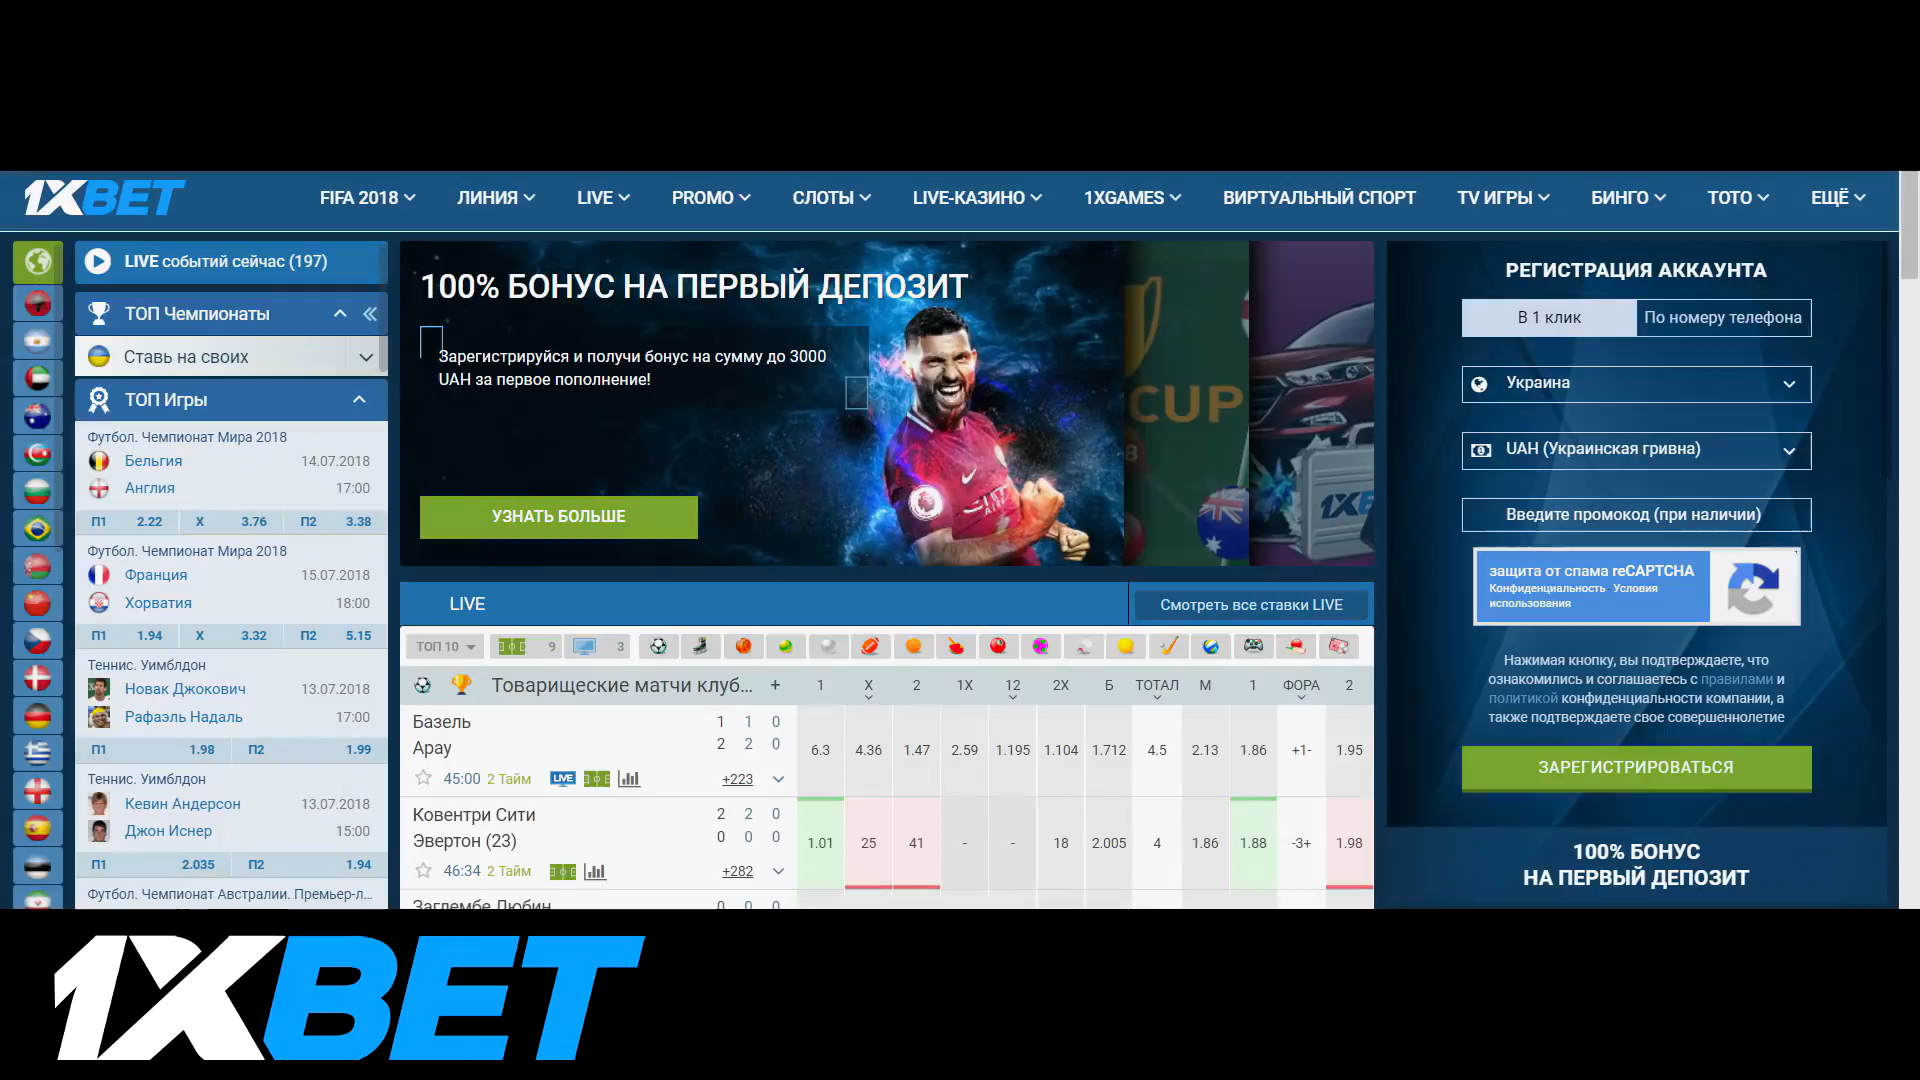 1XBET
FIFA 2018
ЛИНИЯ
LIVE
PROMO
СЛОТЫ
LIVE-КАЗИНО
1XGAMES
ВИРТУАЛЬНЫЙ СПОРТ
TV ИГРЫ
БИНГО
ТОТО
ЕЩЁ
LIVE событий сейчас (197)
ТОП Чемпионаты
Ставь на своих
ТОП Игры
Футбол. Чемпионат Мира 2018
Бельгия 14.07.2018
Англия 17:00
П1 2.22 X 3.76 П2 3.38
Футбол. Чемпионат Мира 2018
Франция 15.07.2018
Хорватия 18:00
П1 1.94 X 3.32 П2 5.15
Теннис. Уимблдон
Новак Джокович 13.07.2018
Рафаэль Надаль 17:00
П1 1.98 П2 1.99
Теннис. Уимблдон
Кевин Андерсон 13.07.2018
Джон Иснер 15:00
П1 2.035 П2 1.94
Футбол. Чемпионат Австралии. Премьер-л...
100% БОНУС НА ПЕРВЫЙ ДЕПОЗИТ
Зарегистрируйся и получи бонус на сумму до 3000
UAH за первое пополнение!
УЗНАТЬ БОЛЬШЕ
CUP
LIVE
Смотреть все ставки LIVE
ТОП 10 9 3
Товарищеские матчи клуб... + 1 X 2 1X 12 2X Б ТОТАЛ М 1 ФОРА 2
Базель 1 1 0
Арау 2 2 0
6.3 4.36 1.47 2.59 1.195 1.104 1.712 4.5 2.13 1.86 +1- 1.95
45:00 2 Тайм LIVE +223
Ковентри Сити 2 2 0
Эвертон (23) 0 0 0
1.01 25 41 - - 18 2.005 4 1.86 1.88 -3+ 1.98
46:34 2 Тайм +282
Заглембе Любин 0 0 0
РЕГИСТРАЦИЯ АККАУНТА
В 1 клик По номеру телефона
Украина
UAH (Украинская гривна)
Введите промокод (при наличии)
защита от спама reCAPTCHA
Конфиденциальность Условия
использования
Нажимая кнопку, вы подтверждаете, что
ознакомились и соглашаетесь с правилами и
политикой конфиденциальности компании, а
также подтверждаете свое совершеннолетие
ЗАРЕГИСТРИРОВАТЬСЯ
100% БОНУС
НА ПЕРВЫЙ ДЕПОЗИТ
1XBET